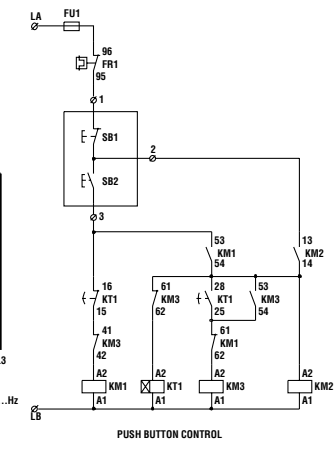 LA FU1
96
FR1
95
1
SB1
2
SB2
3
53
KM1
54
13
KM2
14
16
KT1
15
61
KM3
62
28
KT1
25
53
KM3
54
41
KM3
42
61
KM1
62
A2
KM1
A1
A2
KT1
A1
A2
KM3
A1
A2
KM2
A1
..Hz
LB
PUSH BUTTON CONTROL